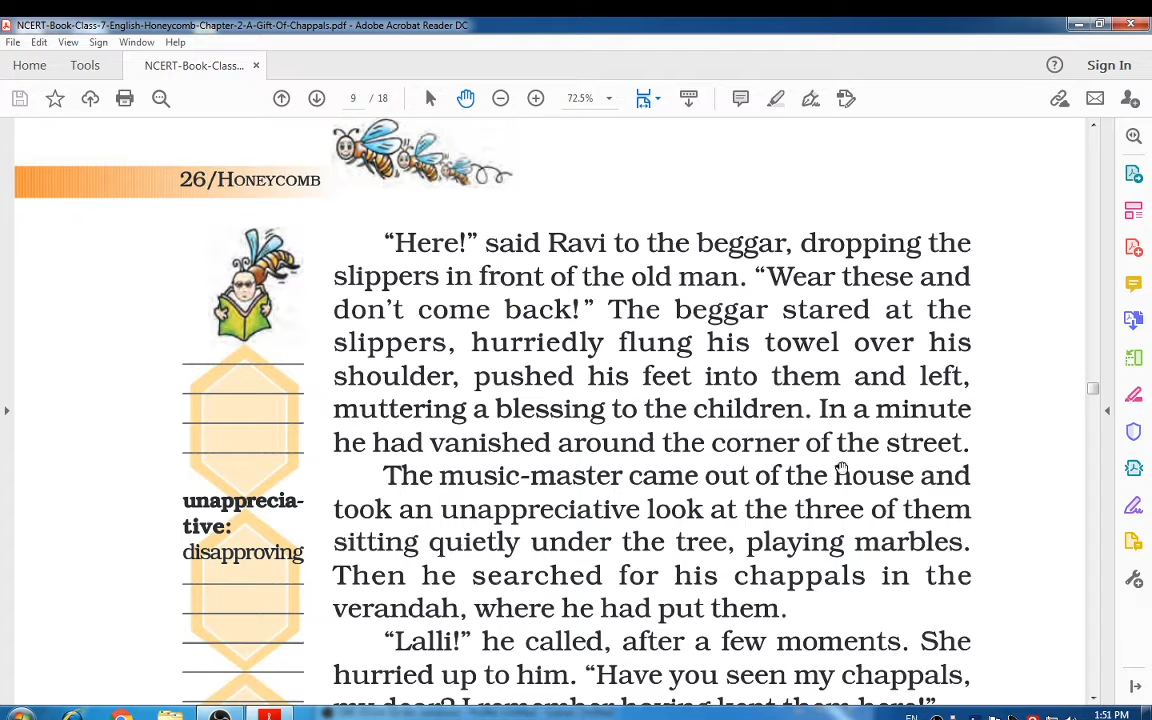 NCERT-Book-Class-7-English-Honeycomb-Chapter-2-A-Gift-Of-Chappals.pdf - Adobe Acrobat Reader DC
File Edit View Sign Window Help
Home Tools NCERT-Book-Class... × Sign In
9 / 18 72.5%
26/HONEYCOMB
“Here!” said Ravi to the beggar, dropping the
slippers in front of the old man. “Wear these and
don’t come back!” The beggar stared at the
slippers, hurriedly flung his towel over his
shoulder, pushed his feet into them and left,
muttering a blessing to the children. In a minute
he had vanished around the corner of the street.
The music-master came out of the house and
took an unappreciative look at the three of them
sitting quietly under the tree, playing marbles.
Then he searched for his chappals in the
verandah, where he had put them.
“Lalli!” he called, after a few moments. She
hurried up to him. “Have you seen my chappals,
my dear? I remember having kept them here!”
unapprecia-
tive:
disapproving
EN 1:51 PM